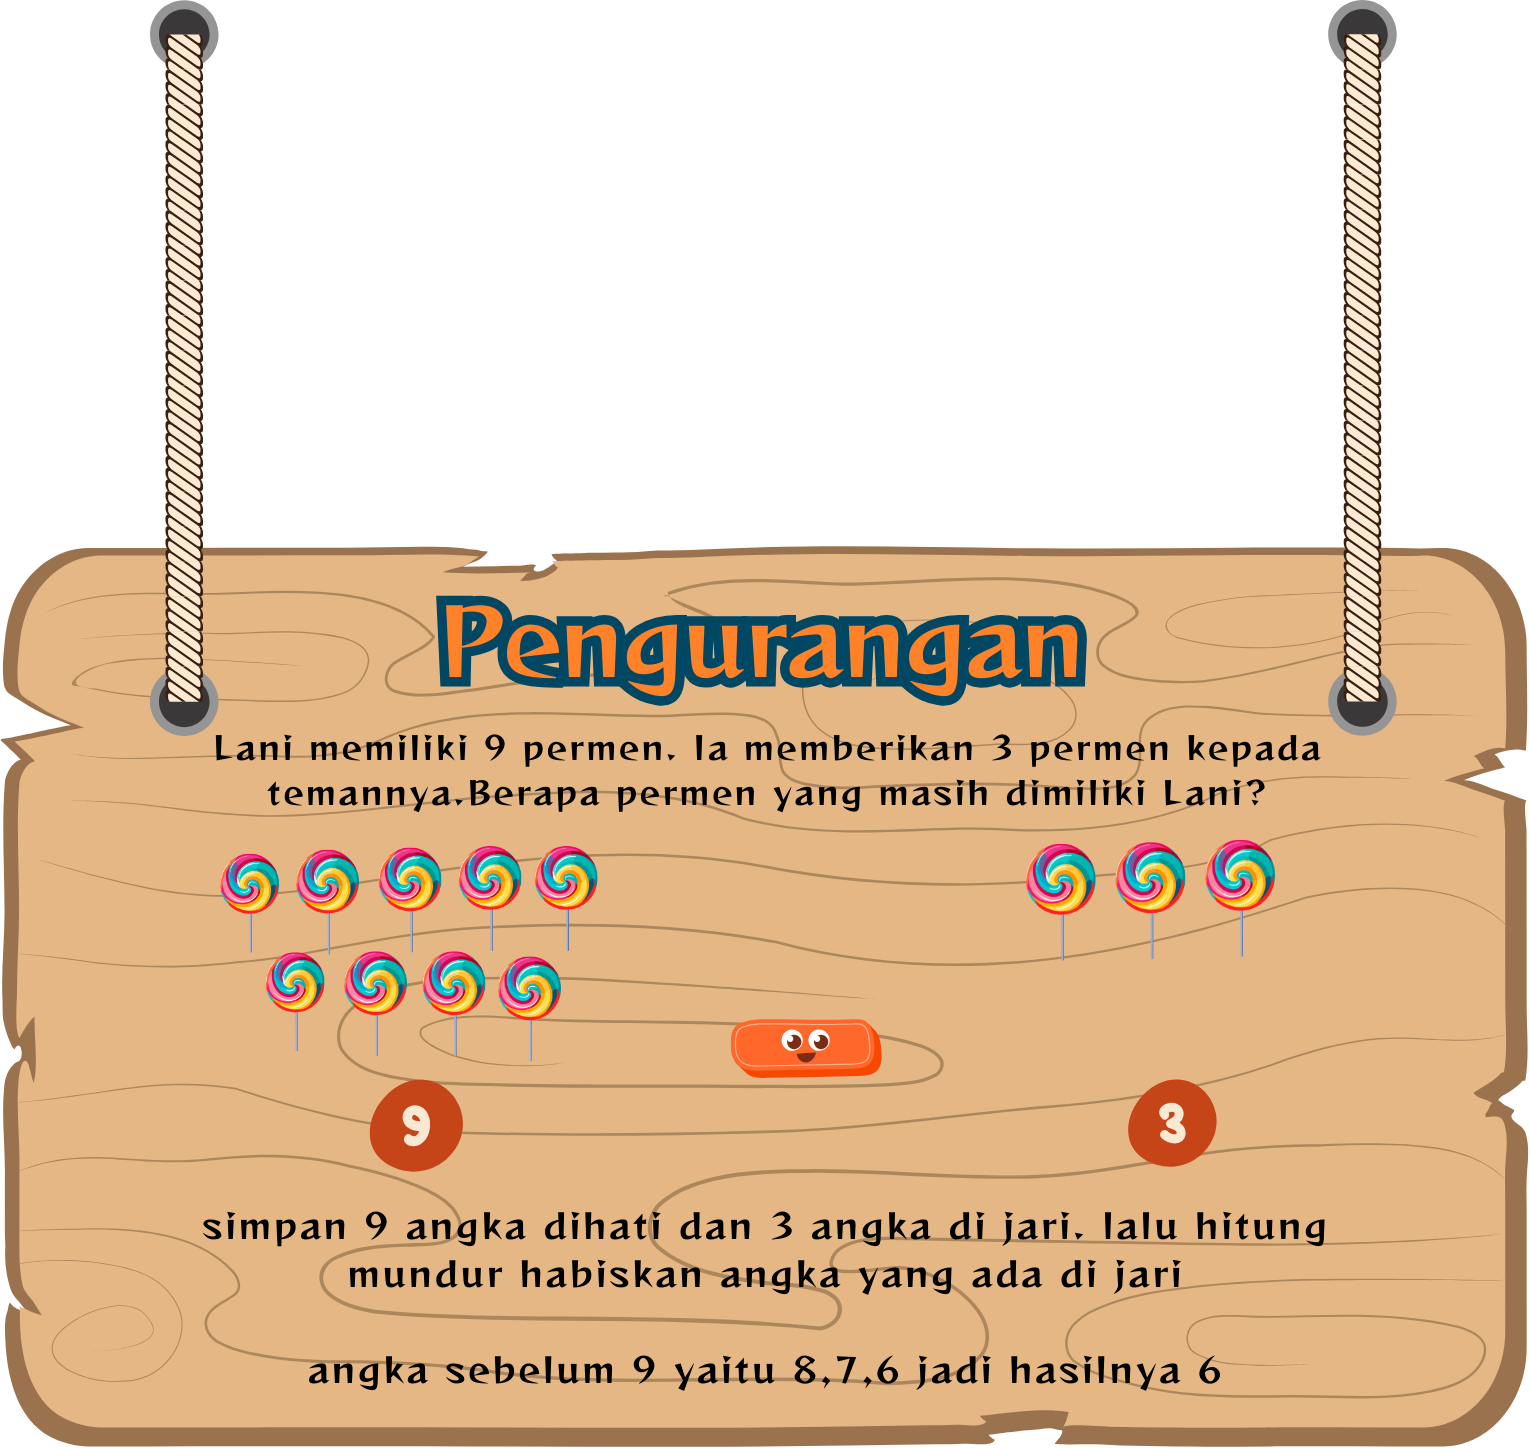 Pengurangan
Lani memiliki 9 permen. Ia memberikan 3 permen kepada
temannya.Berapa permen yang masih dimiliki Lani?
9
3
simpan 9 angka dihati dan 3 angka di jari. lalu hitung
mundur habiskan angka yang ada di jari
angka sebelum 9 yaitu 8,7,6 jadi hasilnya 6